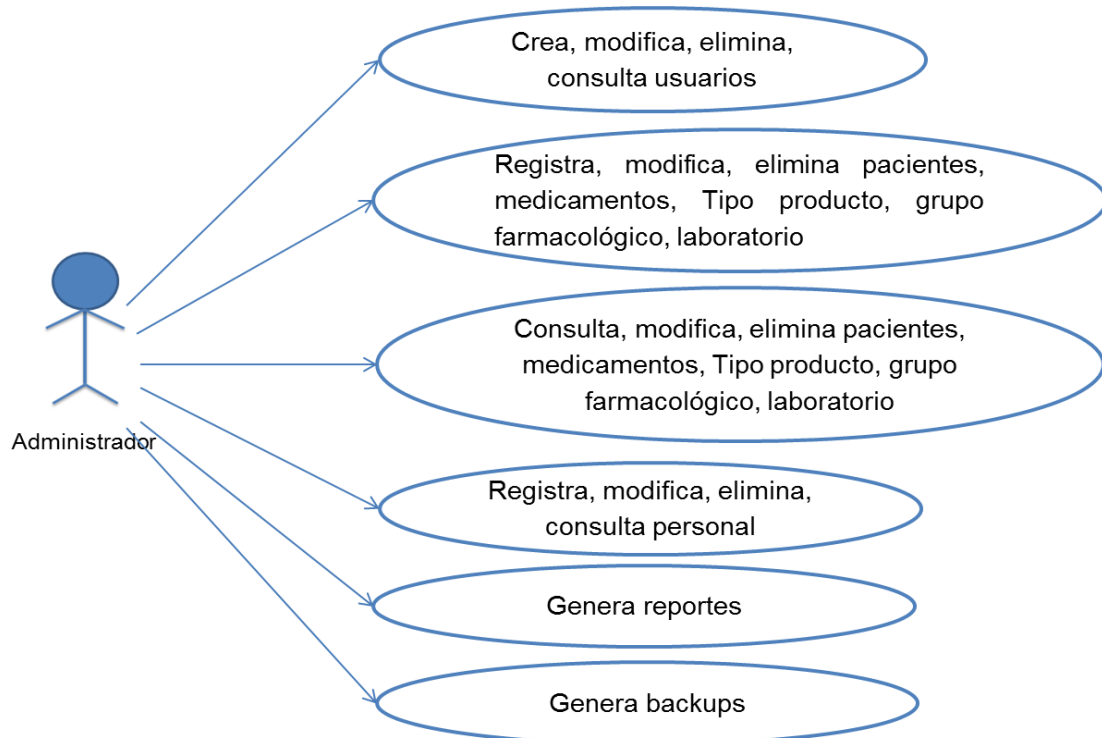 Crea, modifica, elimina,
consulta usuarios
Registra, modifica, elimina pacientes,
medicamentos, Tipo producto, grupo
farmacológico, laboratorio
Consulta, modifica, elimina pacientes,
medicamentos, Tipo producto, grupo
farmacológico, laboratorio
Administrador
Registra, modifica, elimina,
consulta personal
Genera reportes
Genera backups